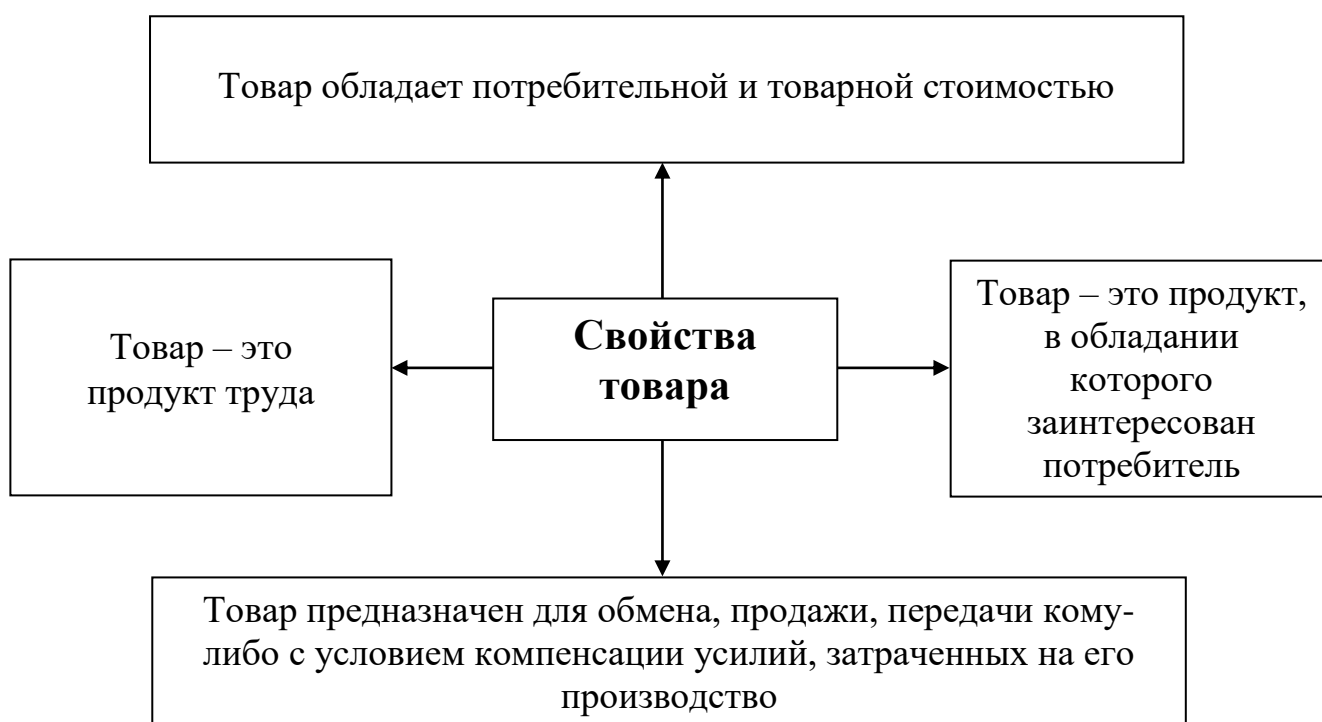 Товар обладает потребительной и товарной стоимостью
Товар – это
продукт труда
Свойства
товара
Товар – это продукт,
в обладании
которого
заинтересован
потребитель
Товар предназначен для обмена, продажи, передачи кому-
либо с условием компенсации усилий, затраченных на его
производство